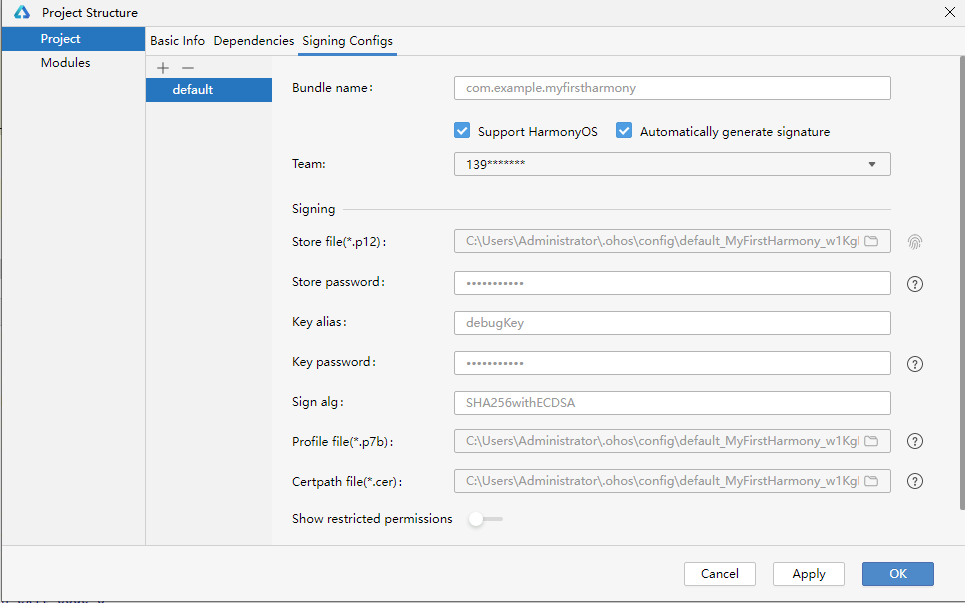 Project Structure
Project
Modules
Basic Info Dependencies Signing Configs
default
Bundle name: com.example.myfirstharmony
Support HarmonyOS Automatically generate signature
Team: 139*******
Signing
Store file(*.p12): C:\Users\Administrator\.ohos\config\default_MyFirstHarmony_w1Kg
Store password: •••••••••••
Key alias: debugKey
Key password: •••••••••••
Sign alg: SHA256withECDSA
Profile file(*.p7b): C:\Users\Administrator\.ohos\config\default_MyFirstHarmony_w1Kg
Certpath file(*.cer): C:\Users\Administrator\.ohos\config\default_MyFirstHarmony_w1Kg
Show restricted permissions
Cancel Apply OK